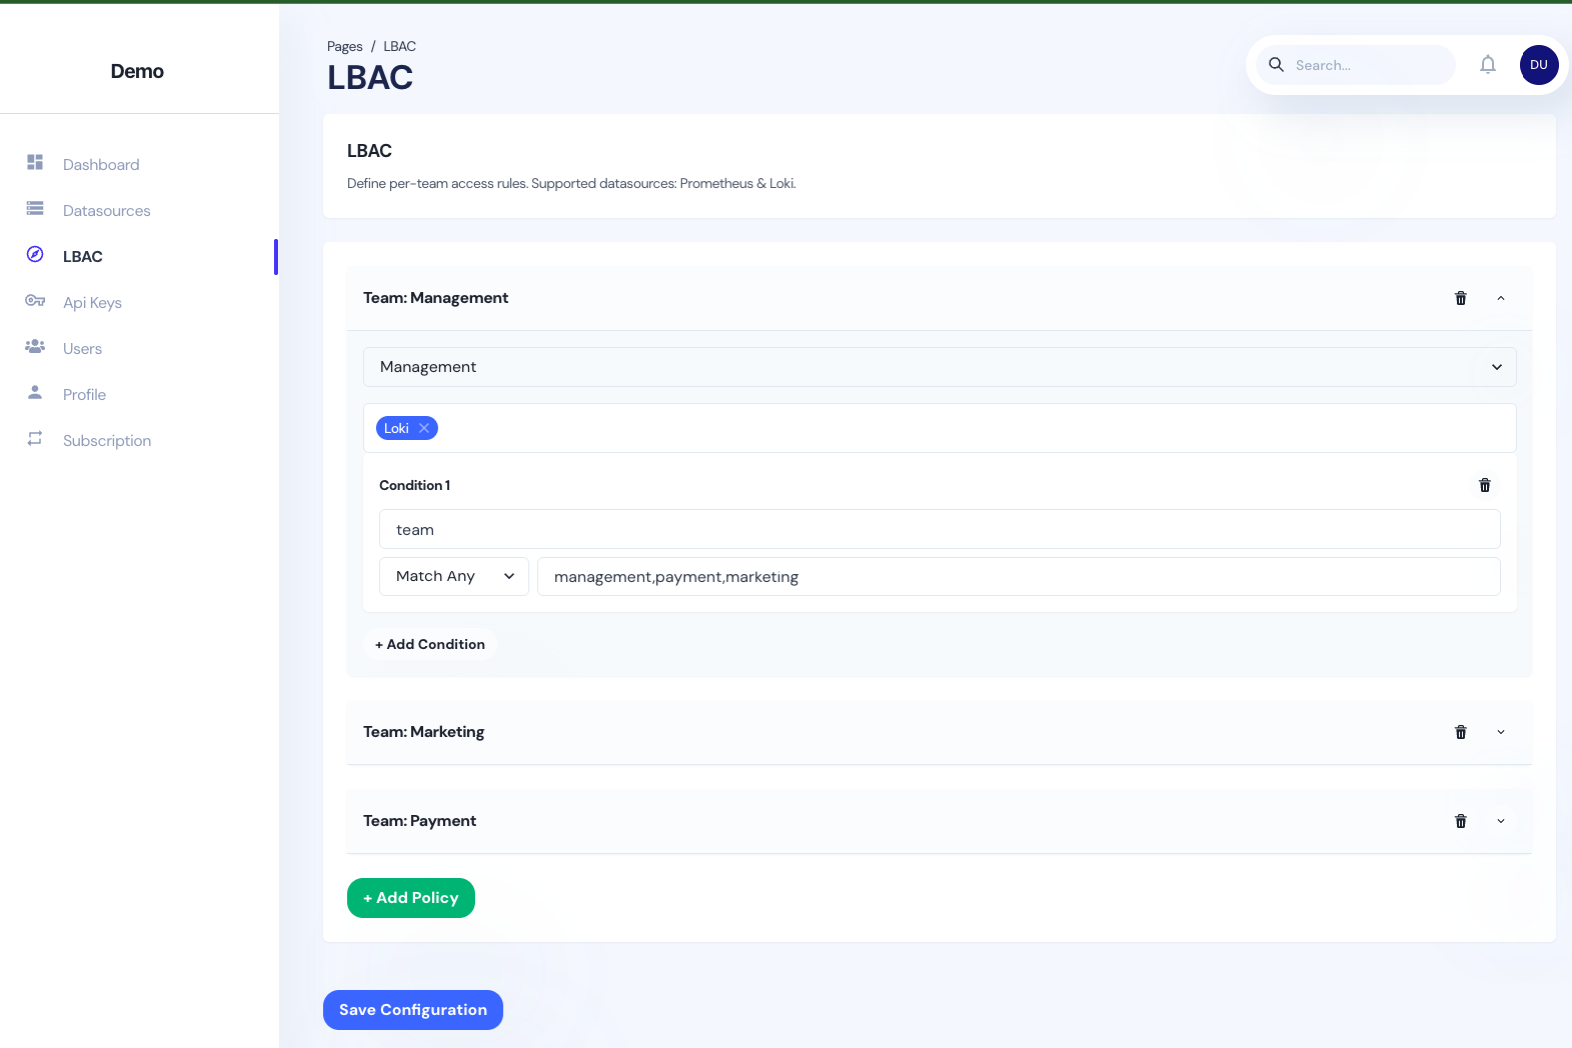 Demo
Dashboard
Datasources
LBAC
Api Keys
Users
Profile
Subscription
Pages / LBAC
LBAC
Search...
DU
LBAC
Define per-team access rules. Supported datasources: Prometheus & Loki.
Team: Management
Management
Loki
Condition 1
team
Match Any
management,payment,marketing
+ Add Condition
Team: Marketing
Team: Payment
+ Add Policy
Save Configuration